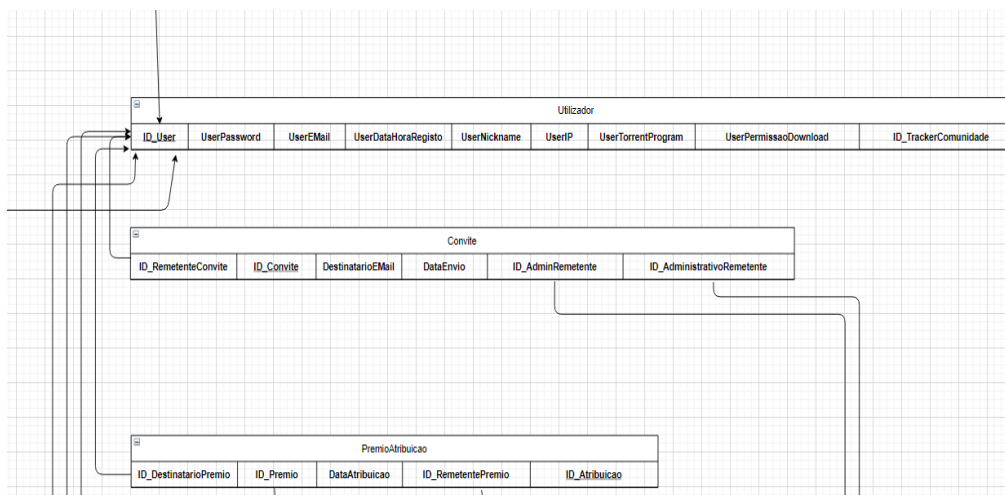 Utilizador
ID_User UserPassword UserEMail UserDataHoraRegisto UserNickname UserIP UserTorrentProgram UserPermissaoDownload ID_TrackerComunidade
Convite
ID_RemetenteConvite ID_Convite DestinatarioEMail DataEnvio ID_AdminRemetente ID_AdministrativoRemetente
PremioAtribuicao
ID_DestinatarioPremio ID_Premio DataAtribuicao ID_RemetentePremio ID_Atribuicao